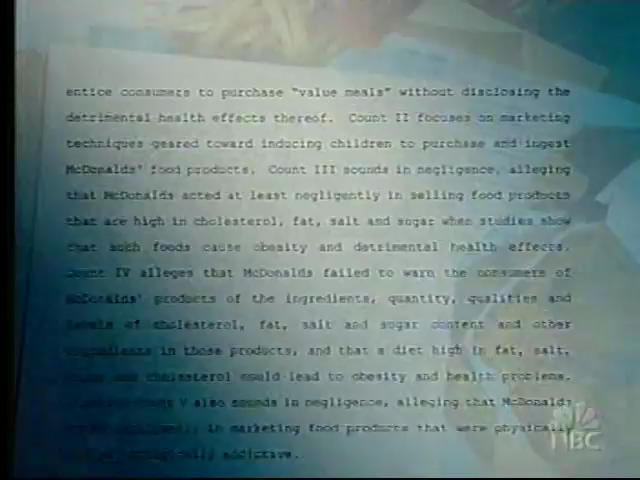 entice consumers to purchase "value meals" without disclosing the
detrimental health effects thereof. Count II focuses on marketing
techniques geared toward inducing children to purchase and ingest
McDonalds' food products. Count III sounds in negligence, alleging
that McDonalds acted at least negligently in selling food products
that are high in cholesterol, fat, salt and sugar when studies show
that such foods cause obesity and detrimental health effects.
Count IV alleges that McDonalds failed to warn the consumers of
McDonalds' products of the ingredients, quantity, qualities and
levels of cholesterol, fat, salt and sugar content and other
ingredients in those products, and that a diet high in fat, salt,
and cholesterol could lead to obesity and health problems.
V also sounds in negligence, alleging that McDonalds
in marketing food products that were physically
addictive.
NBC